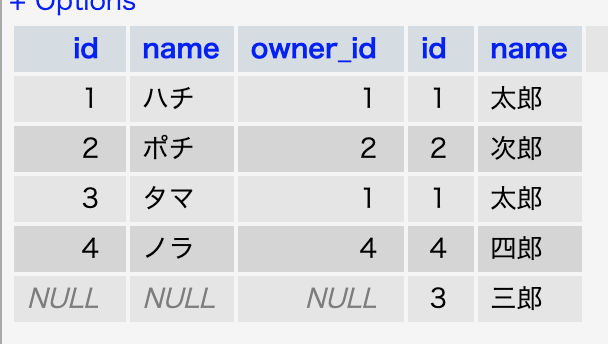 + Options
id name owner_id id name
1 ハチ 1 1 太郎
2 ポチ 2 2 次郎
3 タマ 1 1 太郎
4 ノラ 4 4 四郎
NULL NULL NULL 3 三郎